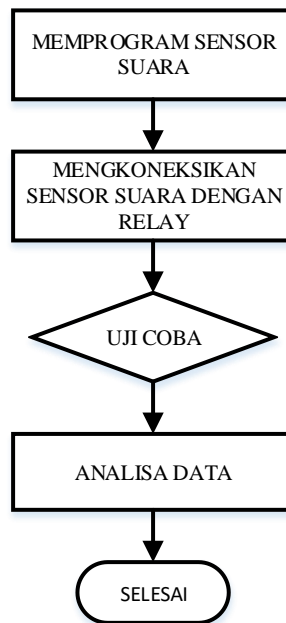 MEMPROGRAM SENSOR
SUARA
MENGKONEKSIKAN
SENSOR SUARA DENGAN
RELAY
UJI COBA
ANALISA DATA
SELESAI